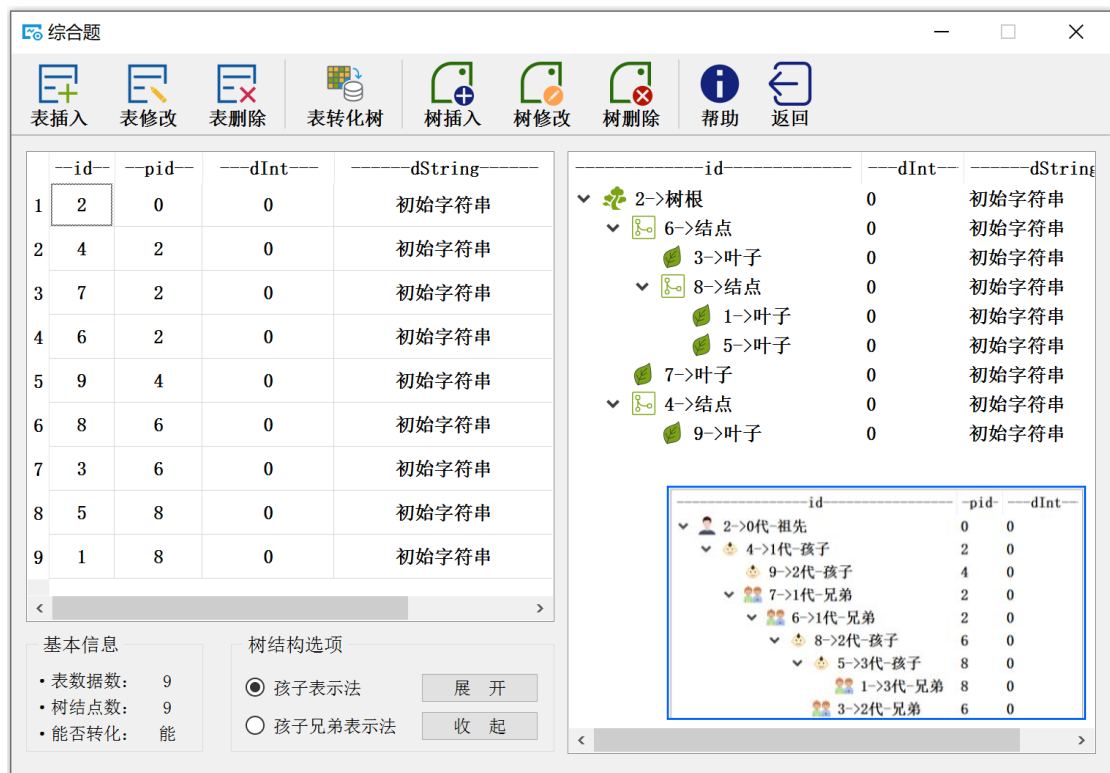 综合题
表插入 表修改 表删除 表转化树 树插入 树修改 树删除 帮助 返回
--id-- --pid-- ---dInt--- ------dString------
1 2 0 0 初始字符串
2 4 2 0 初始字符串
3 7 2 0 初始字符串
4 6 2 0 初始字符串
5 9 4 0 初始字符串
6 8 6 0 初始字符串
7 3 6 0 初始字符串
8 5 8 0 初始字符串
9 1 8 0 初始字符串
基本信息
•表数据数： 9
•树结点数： 9
•能否转化： 能
树结构选项
孩子表示法 展 开
孩子兄弟表示法 收 起
-------------id------------- ---dInt--- ------dString
2->树根 0 初始字符串
6->结点 0 初始字符串
3->叶子 0 初始字符串
8->结点 0 初始字符串
1->叶子 0 初始字符串
5->叶子 0 初始字符串
7->叶子 0 初始字符串
4->结点 0 初始字符串
9->叶子 0 初始字符串
------------------id------------------ -pid- ---dInt---
2->0代-祖先 0 0
4->1代-孩子 2 0
9->2代-孩子 4 0
7->1代-兄弟 2 0
6->1代-兄弟 2 0
8->2代-孩子 6 0
5->3代-孩子 8 0
1->3代-兄弟 8 0
3->2代-兄弟 6 0